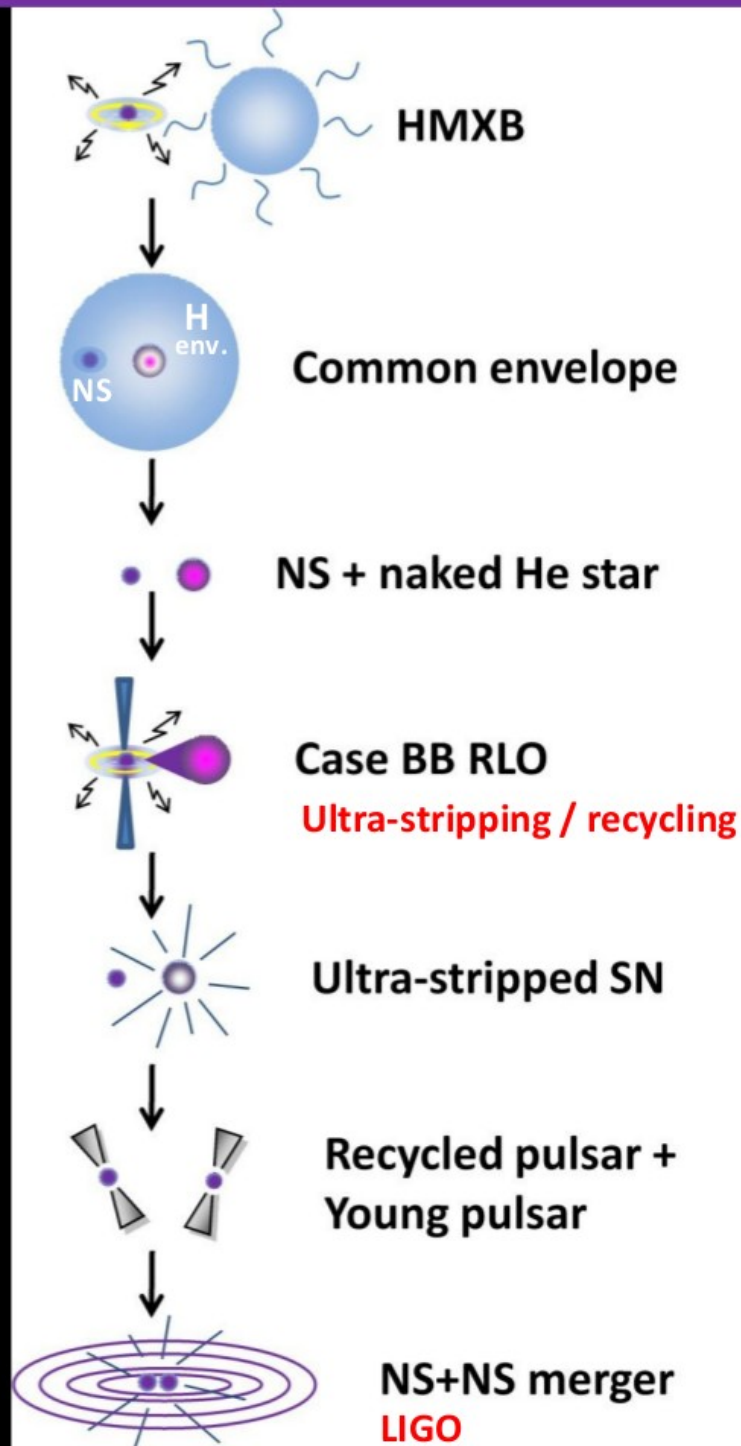 HMXB
H
env.
NS
Common envelope
NS + naked He star
Case BB RLO
Ultra-stripping / recycling
Ultra-stripped SN
Recycled pulsar +
Young pulsar
NS+NS merger
LIGO